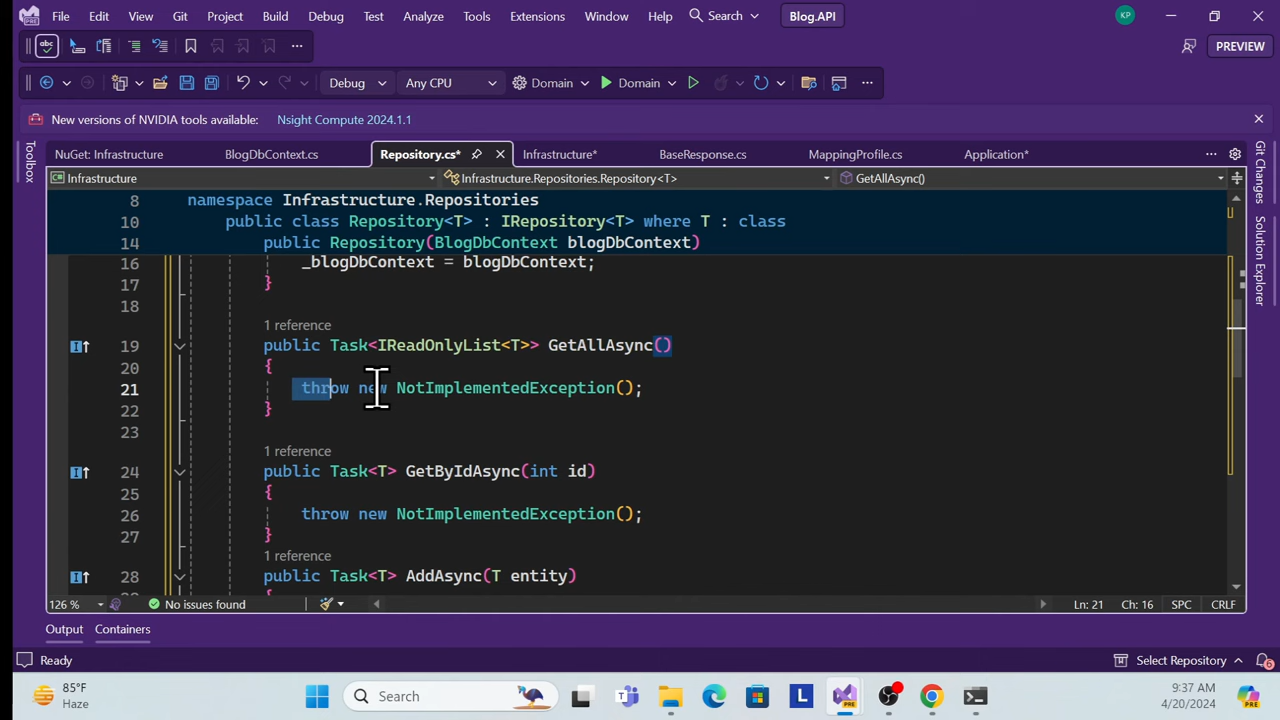 File Edit View Git Project Build Debug Test Analyze Tools Extensions Window Help Search Blog.API KP
abc PREVIEW
Debug Any CPU Domain Domain
New versions of NVIDIA tools available: Nsight Compute 2024.1.1
Toolbox
Git Changes
Solution Explorer
NuGet: Infrastructure BlogDbContext.cs Repository.cs* Infrastructure* BaseResponse.cs MappingProfile.cs Application*
Infrastructure Infrastructure.Repositories.Repository<T> GetAllAsync()
8 namespace Infrastructure.Repositories
10 public class Repository<T> : IRepository<T> where T : class
14 public Repository(BlogDbContext blogDbContext)
16 _blogDbContext = blogDbContext;
17 }
18
1 reference
19 public Task<IReadOnlyList<T>> GetAllAsync()
20 {
21 throw new NotImplementedException();
22 }
23
1 reference
24 public Task<T> GetByIdAsync(int id)
25 {
26 throw new NotImplementedException();
27 }
1 reference
28 public Task<T> AddAsync(T entity)
126 % No issues found Ln: 21 Ch: 16 SPC CRLF
Output Containers
Ready Select Repository 6
85°F
Haze
Search
PRE
L
PRE
9:37 AM
4/20/2024
PRE